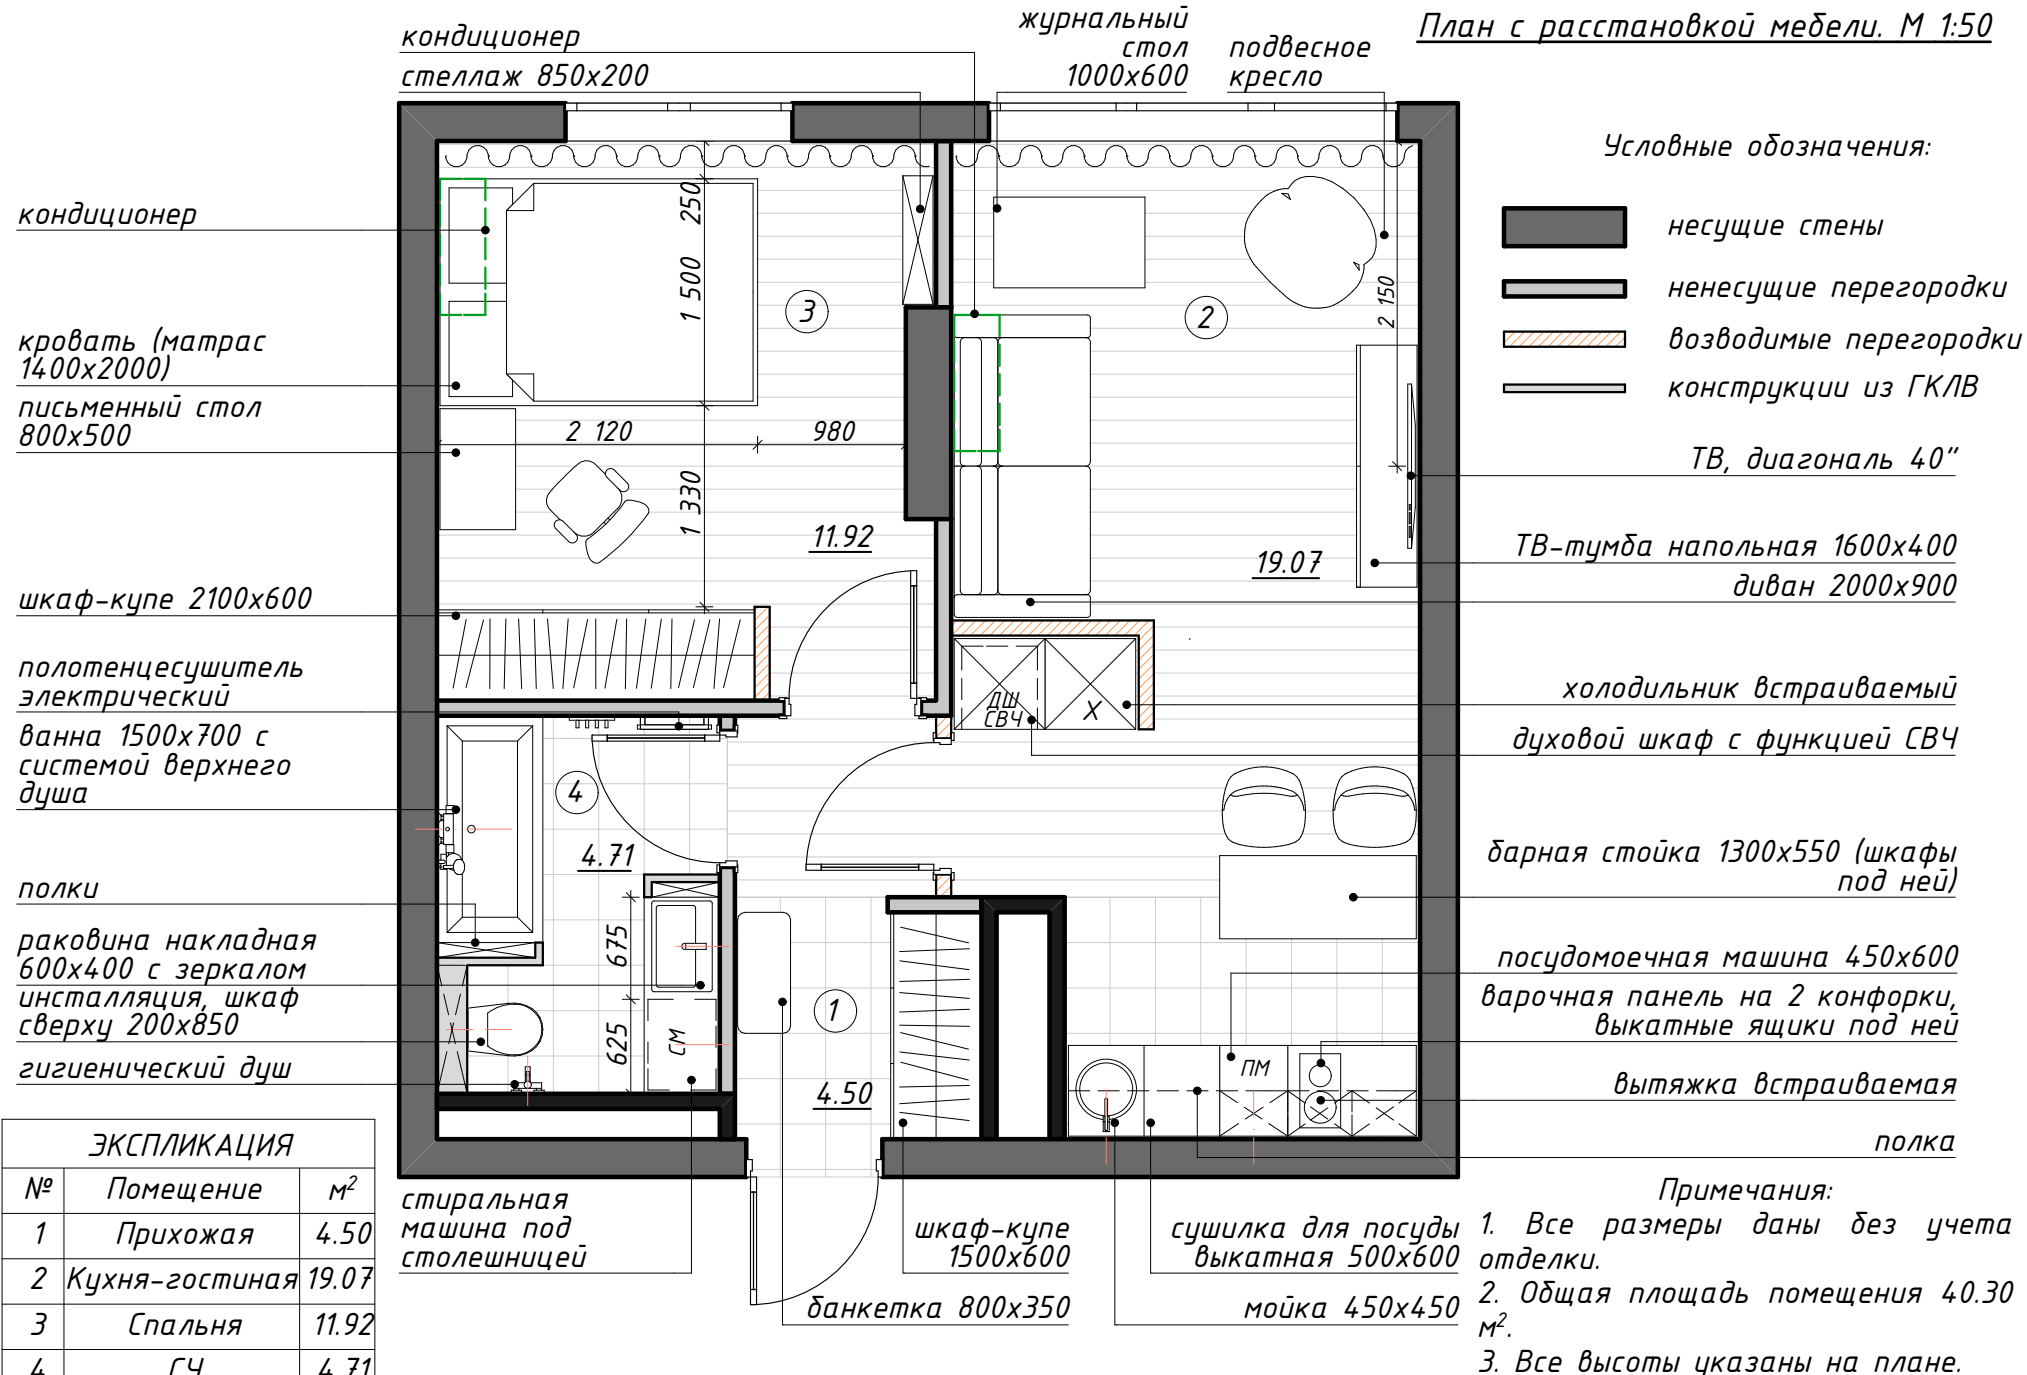 План с расстановкой мебели. М 1:50
кондиционер
стеллаж 850х200
журнальный
стол
1000х600
подвесное
кресло
кондиционер
кровать (матрас
1400х2000)
письменный стол
800х500
шкаф-купе 2100х600
полотенцесушитель
электрический
ванна 1500х700 с
системой верхнего
душа
полки
раковина накладная
600х400 с зеркалом
инсталляция, шкаф
сверху 200х850
гигиенический душ
250
1 500
3
2 120
980
1 330
11.92
2
2 150
19.07
ДШ
СВЧ
Х
4
4.71
675
625
СМ
1
4.50
ПМ
Условные обозначения:
несущие стены
ненесущие перегородки
возводимые перегородки
конструкции из ГКЛВ
ТВ, диагональ 40"
ТВ-тумба напольная 1600х400
диван 2000х900
холодильник встраиваемый
духовой шкаф с функцией СВЧ
барная стойка 1300х550 (шкафы
под ней)
посудомоечная машина 450х600
варочная панель на 2 конфорки,
выкатные ящики под ней
вытяжка встраиваемая
полка
ЭКСПЛИКАЦИЯ
№ Помещение м²
1 Прихожая 4.50
2 Кухня-гостиная 19.07
3 Спальня 11.92
4 СЧ 4.71
стиральная
машина под
столешницей
шкаф-купе
1500х600
банкетка 800х350
сушилка для посуды
выкатная 500х600
мойка 450х450
Примечания:
1. Все размеры даны без учета
отделки.
2. Общая площадь помещения 40.30
м².
3. Все высоты указаны на плане.